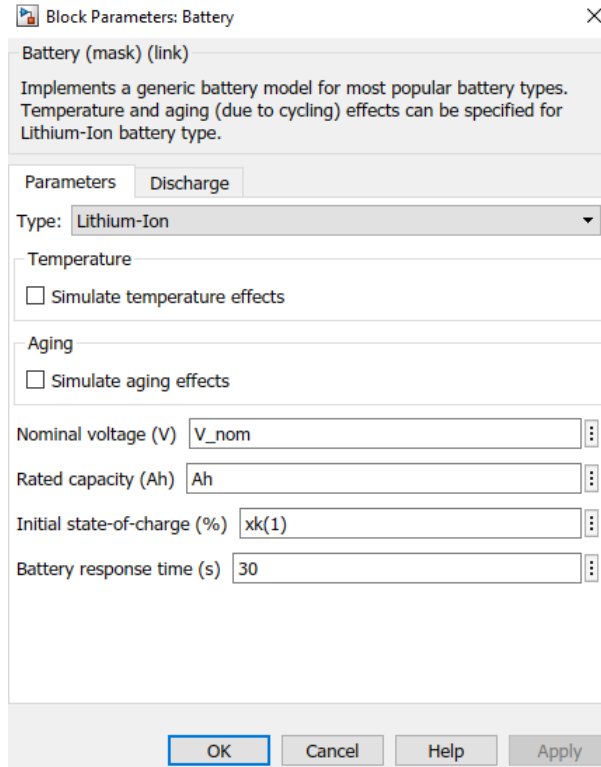 Block Parameters: Battery
Battery (mask) (link)
Implements a generic battery model for most popular battery types.
Temperature and aging (due to cycling) effects can be specified for
Lithium-Ion battery type.
Parameters Discharge
Type: Lithium-Ion
Temperature
Simulate temperature effects
Aging
Simulate aging effects
Nominal voltage (V) V_nom
Rated capacity (Ah) Ah
Initial state-of-charge (%) xk(1)
Battery response time (s) 30
OK Cancel Help Apply